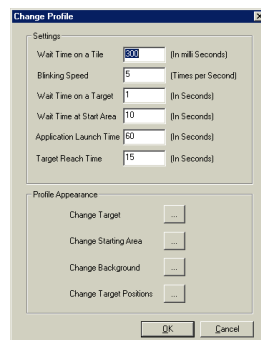 Change Profile
Settings
Wait Time on a Tile 300 (In milli Seconds)
Blinking Speed 5 (Times per Second)
Wait Time on a Target 1 (In Seconds)
Wait Time at Start Area 10 (In Seconds)
Application Launch Time 60 (In Seconds)
Target Reach Time 15 (In Seconds)
Profile Appearance
Change Target ...
Change Starting Area ...
Change Background ...
Change Target Positions ...
OK Cancel